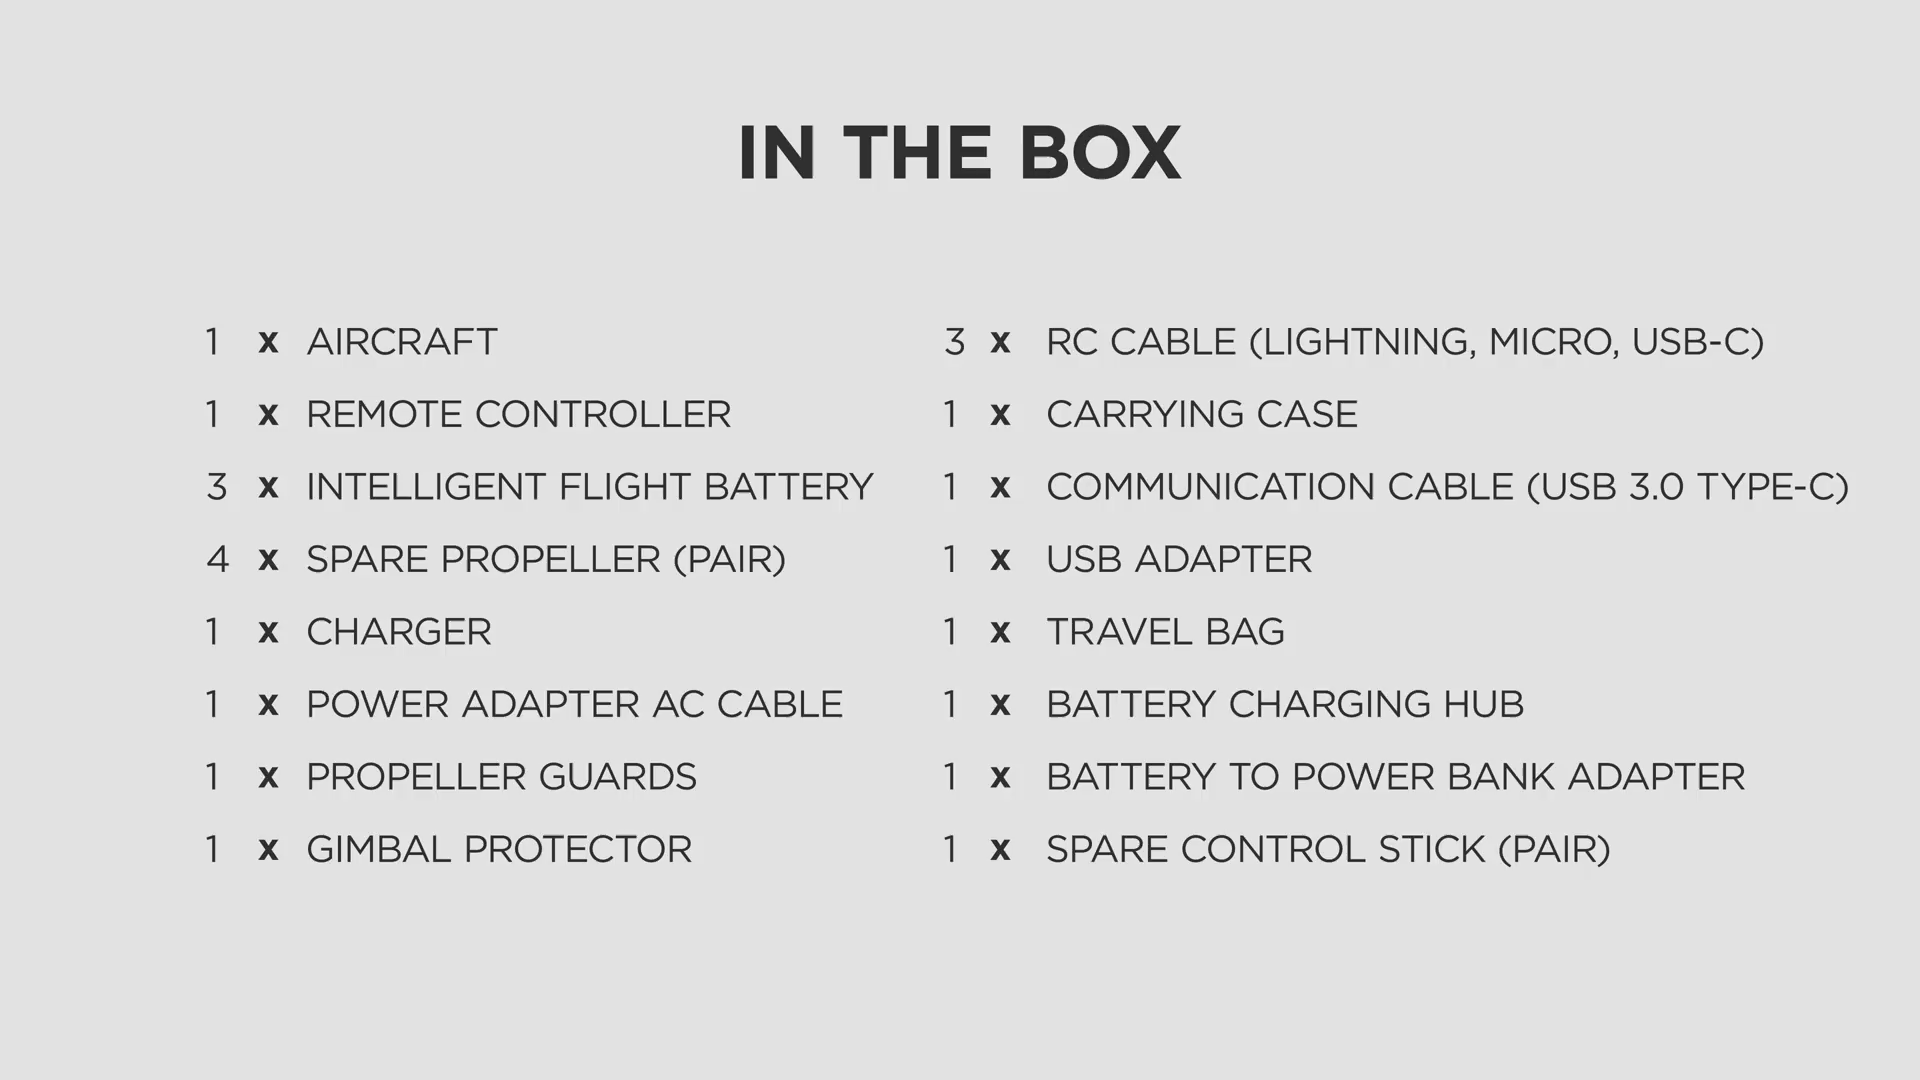 IN THE BOX
1 x AIRCRAFT
1 x REMOTE CONTROLLER
3 x INTELLIGENT FLIGHT BATTERY
4 x SPARE PROPELLER (PAIR)
1 x CHARGER
1 x POWER ADAPTER AC CABLE
1 x PROPELLER GUARDS
1 x GIMBAL PROTECTOR
3 x RC CABLE (LIGHTNING, MICRO, USB-C)
1 x CARRYING CASE
1 x COMMUNICATION CABLE (USB 3.0 TYPE-C)
1 x USB ADAPTER
1 x TRAVEL BAG
1 x BATTERY CHARGING HUB
1 x BATTERY TO POWER BANK ADAPTER
1 x SPARE CONTROL STICK (PAIR)